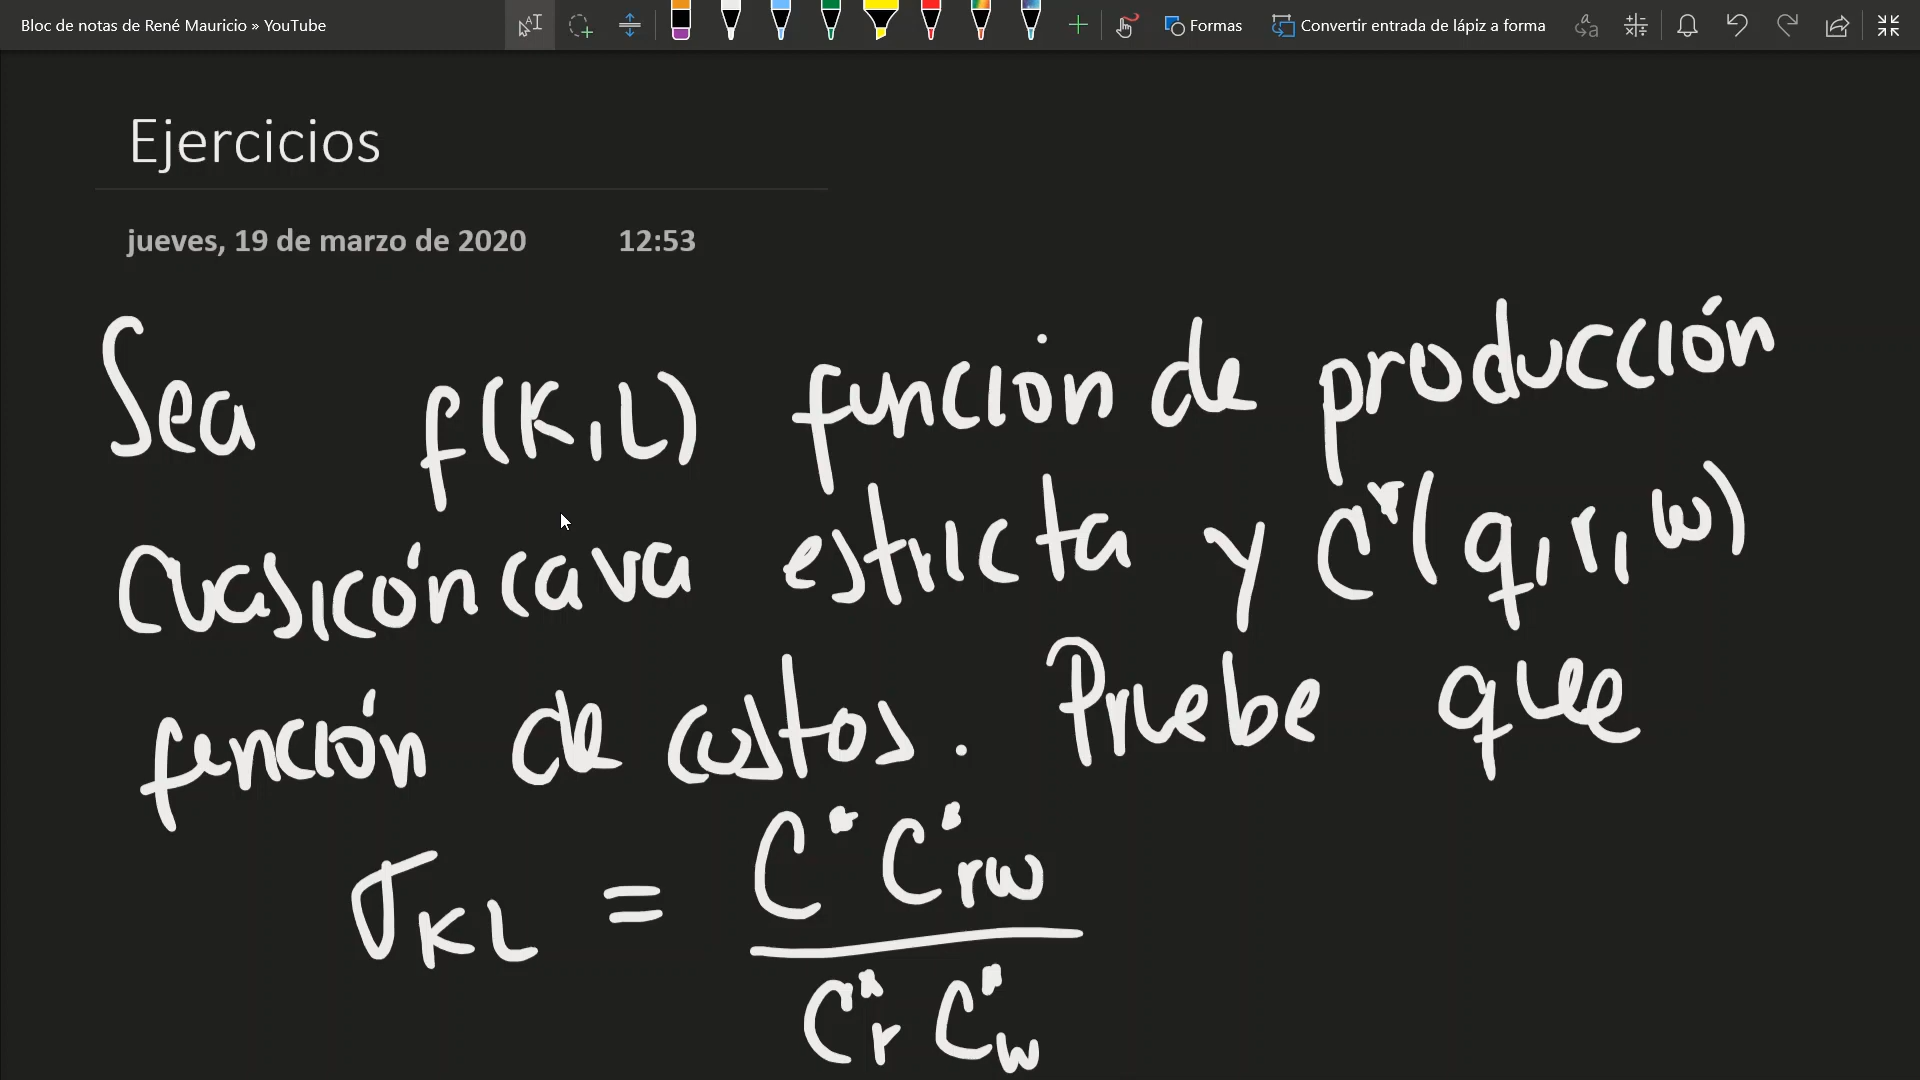 Bloc de notas de René Mauricio » YouTube
Formas
Convertir entrada de lápiz a forma
Ejercicios
jueves, 19 de marzo de 2020 12:53
Sea f(K,L) función de producción
cuasicóncava estricta y C*(q,r,w)
función de costos. Pruebe que
σKL = C* C*rw / C*r C*w